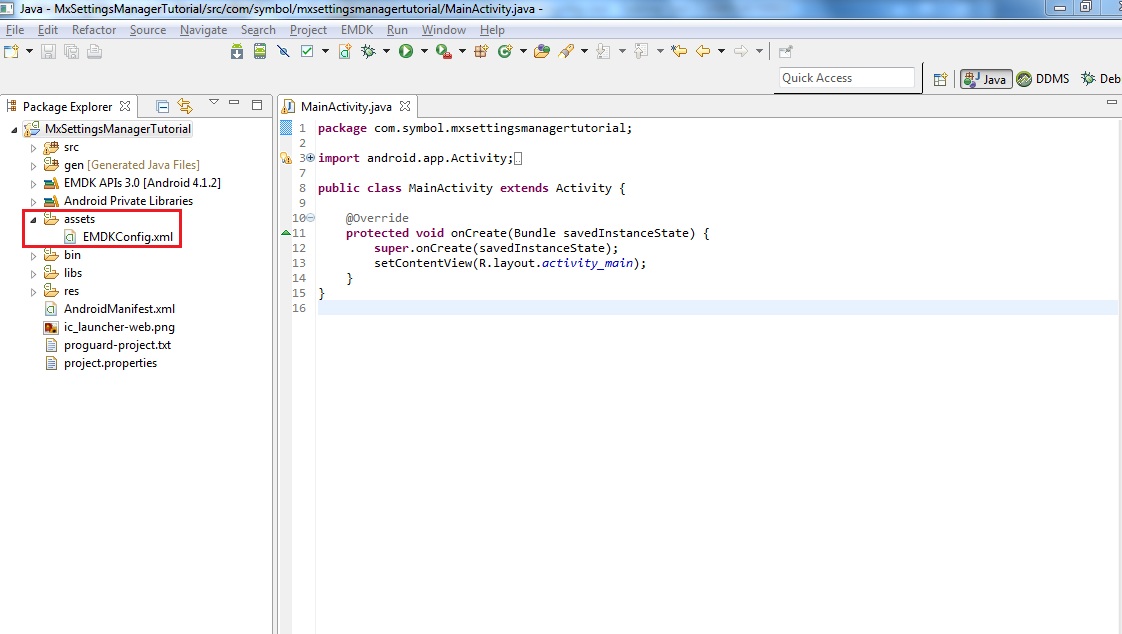 Java - MxSettingsManagerTutorial/src/com/symbol/mxsettingsmanagertutorial/MainActivity.java -
File Edit Refactor Source Navigate Search Project EMDK Run Window Help
Quick Access
Java DDMS Deb
Package Explorer
MainActivity.java
MxSettingsManagerTutorial
src
gen [Generated Java Files]
EMDK APIs 3.0 [Android 4.1.2]
Android Private Libraries
assets
EMDKConfig.xml
bin
libs
res
AndroidManifest.xml
ic_launcher-web.png
proguard-project.txt
project.properties
1 package com.symbol.mxsettingsmanagertutorial;
2
3 import android.app.Activity;
7
8 public class MainActivity extends Activity {
9
10 @Override
11 protected void onCreate(Bundle savedInstanceState) {
12 super.onCreate(savedInstanceState);
13 setContentView(R.layout.activity_main);
14 }
15 }
16